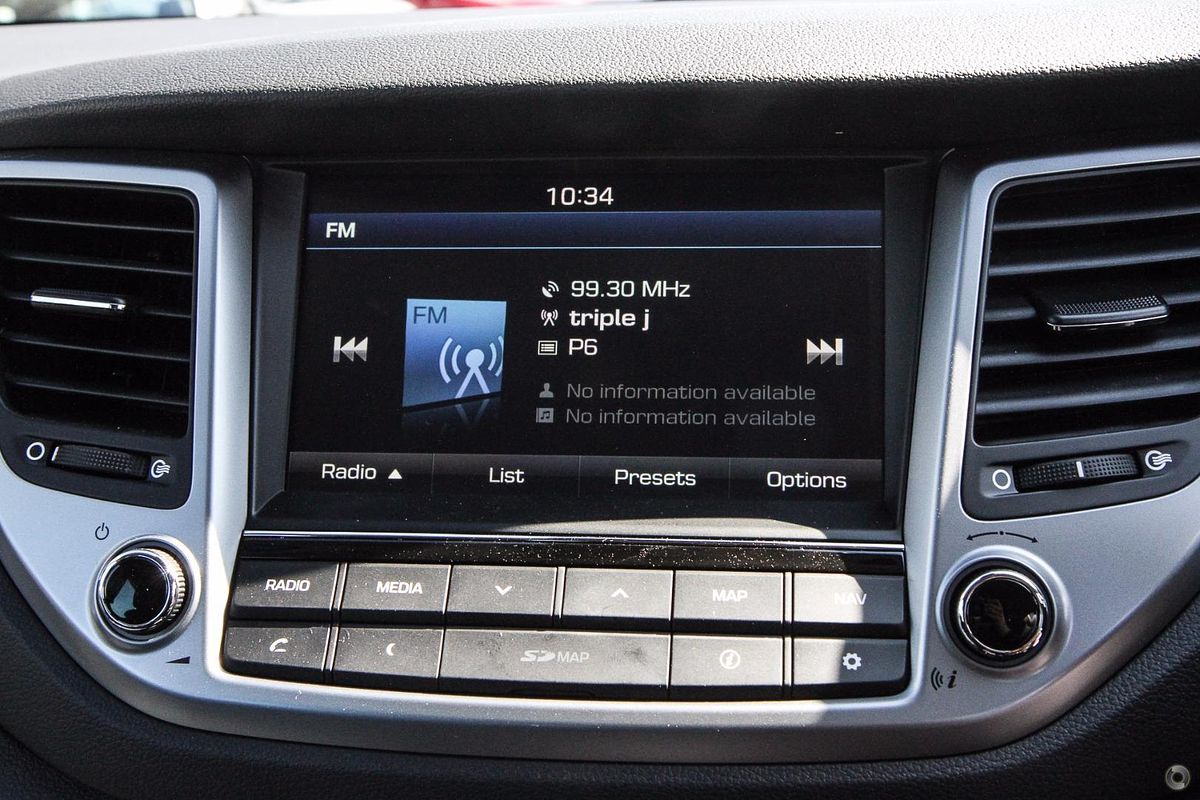 10:34
FM
FM
99.30 MHz
triple j
P6
No information available
No information available
Radio
List
Presets
Options
RADIO
MEDIA
MAP
NAV
SD MAP
i
i